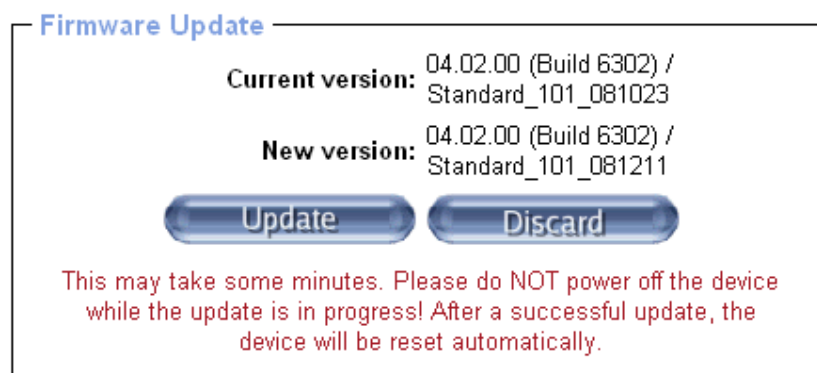 Firmware Update
Current version: 04.02.00 (Build 6302) /
Standard_101_081023
New version: 04.02.00 (Build 6302) /
Standard_101_081211
Update Discard
This may take some minutes. Please do NOT power off the device
while the update is in progress! After a successful update, the
device will be reset automatically.